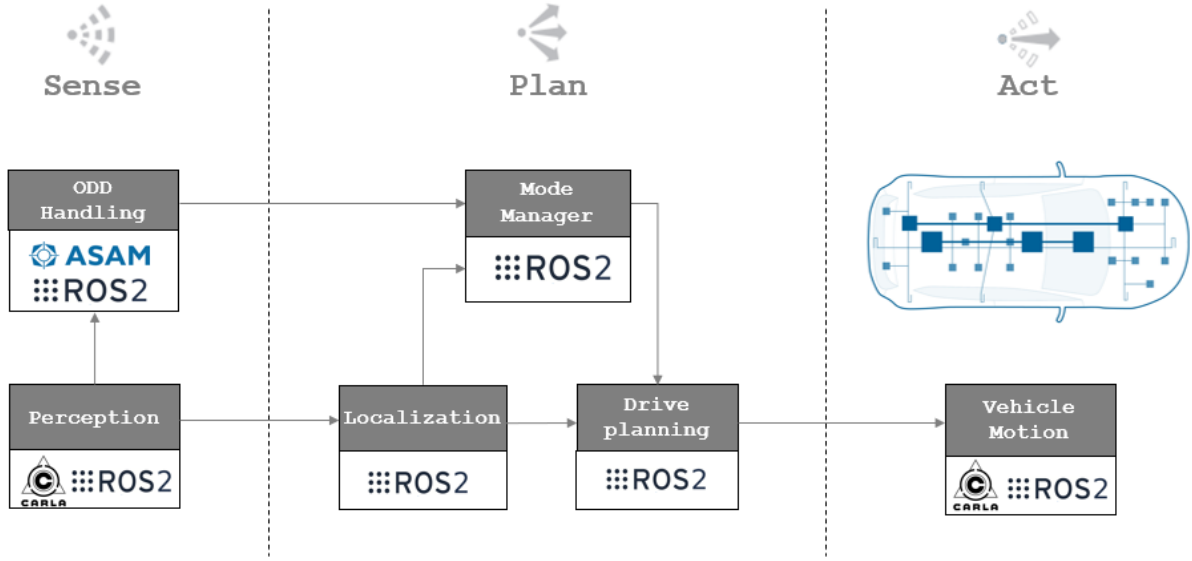 Sense
Plan
Act
ODD
Handling
ASAM
ROS2
Mode
Manager
ROS2
Perception
CARLA
ROS2
Localization
ROS2
Drive
planning
ROS2
Vehicle
Motion
CARLA
ROS2